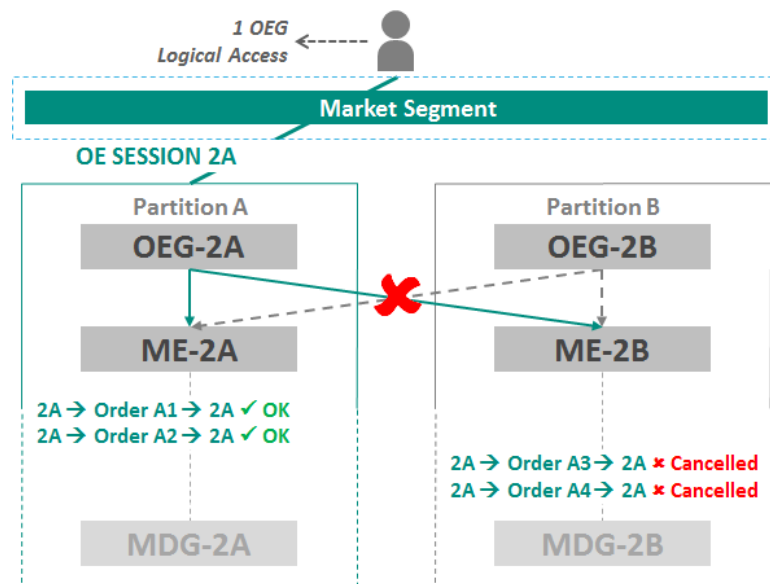 1 OEG
Logical Access
Market Segment
OE SESSION 2A
Partition A
Partition B
OEG-2A
OEG-2B
ME-2A
ME-2B
2A → Order A1 → 2A ✓ OK
2A → Order A2 → 2A ✓ OK
2A → Order A3 → 2A ✖ Cancelled
2A → Order A4 → 2A ✖ Cancelled
MDG-2A
MDG-2B